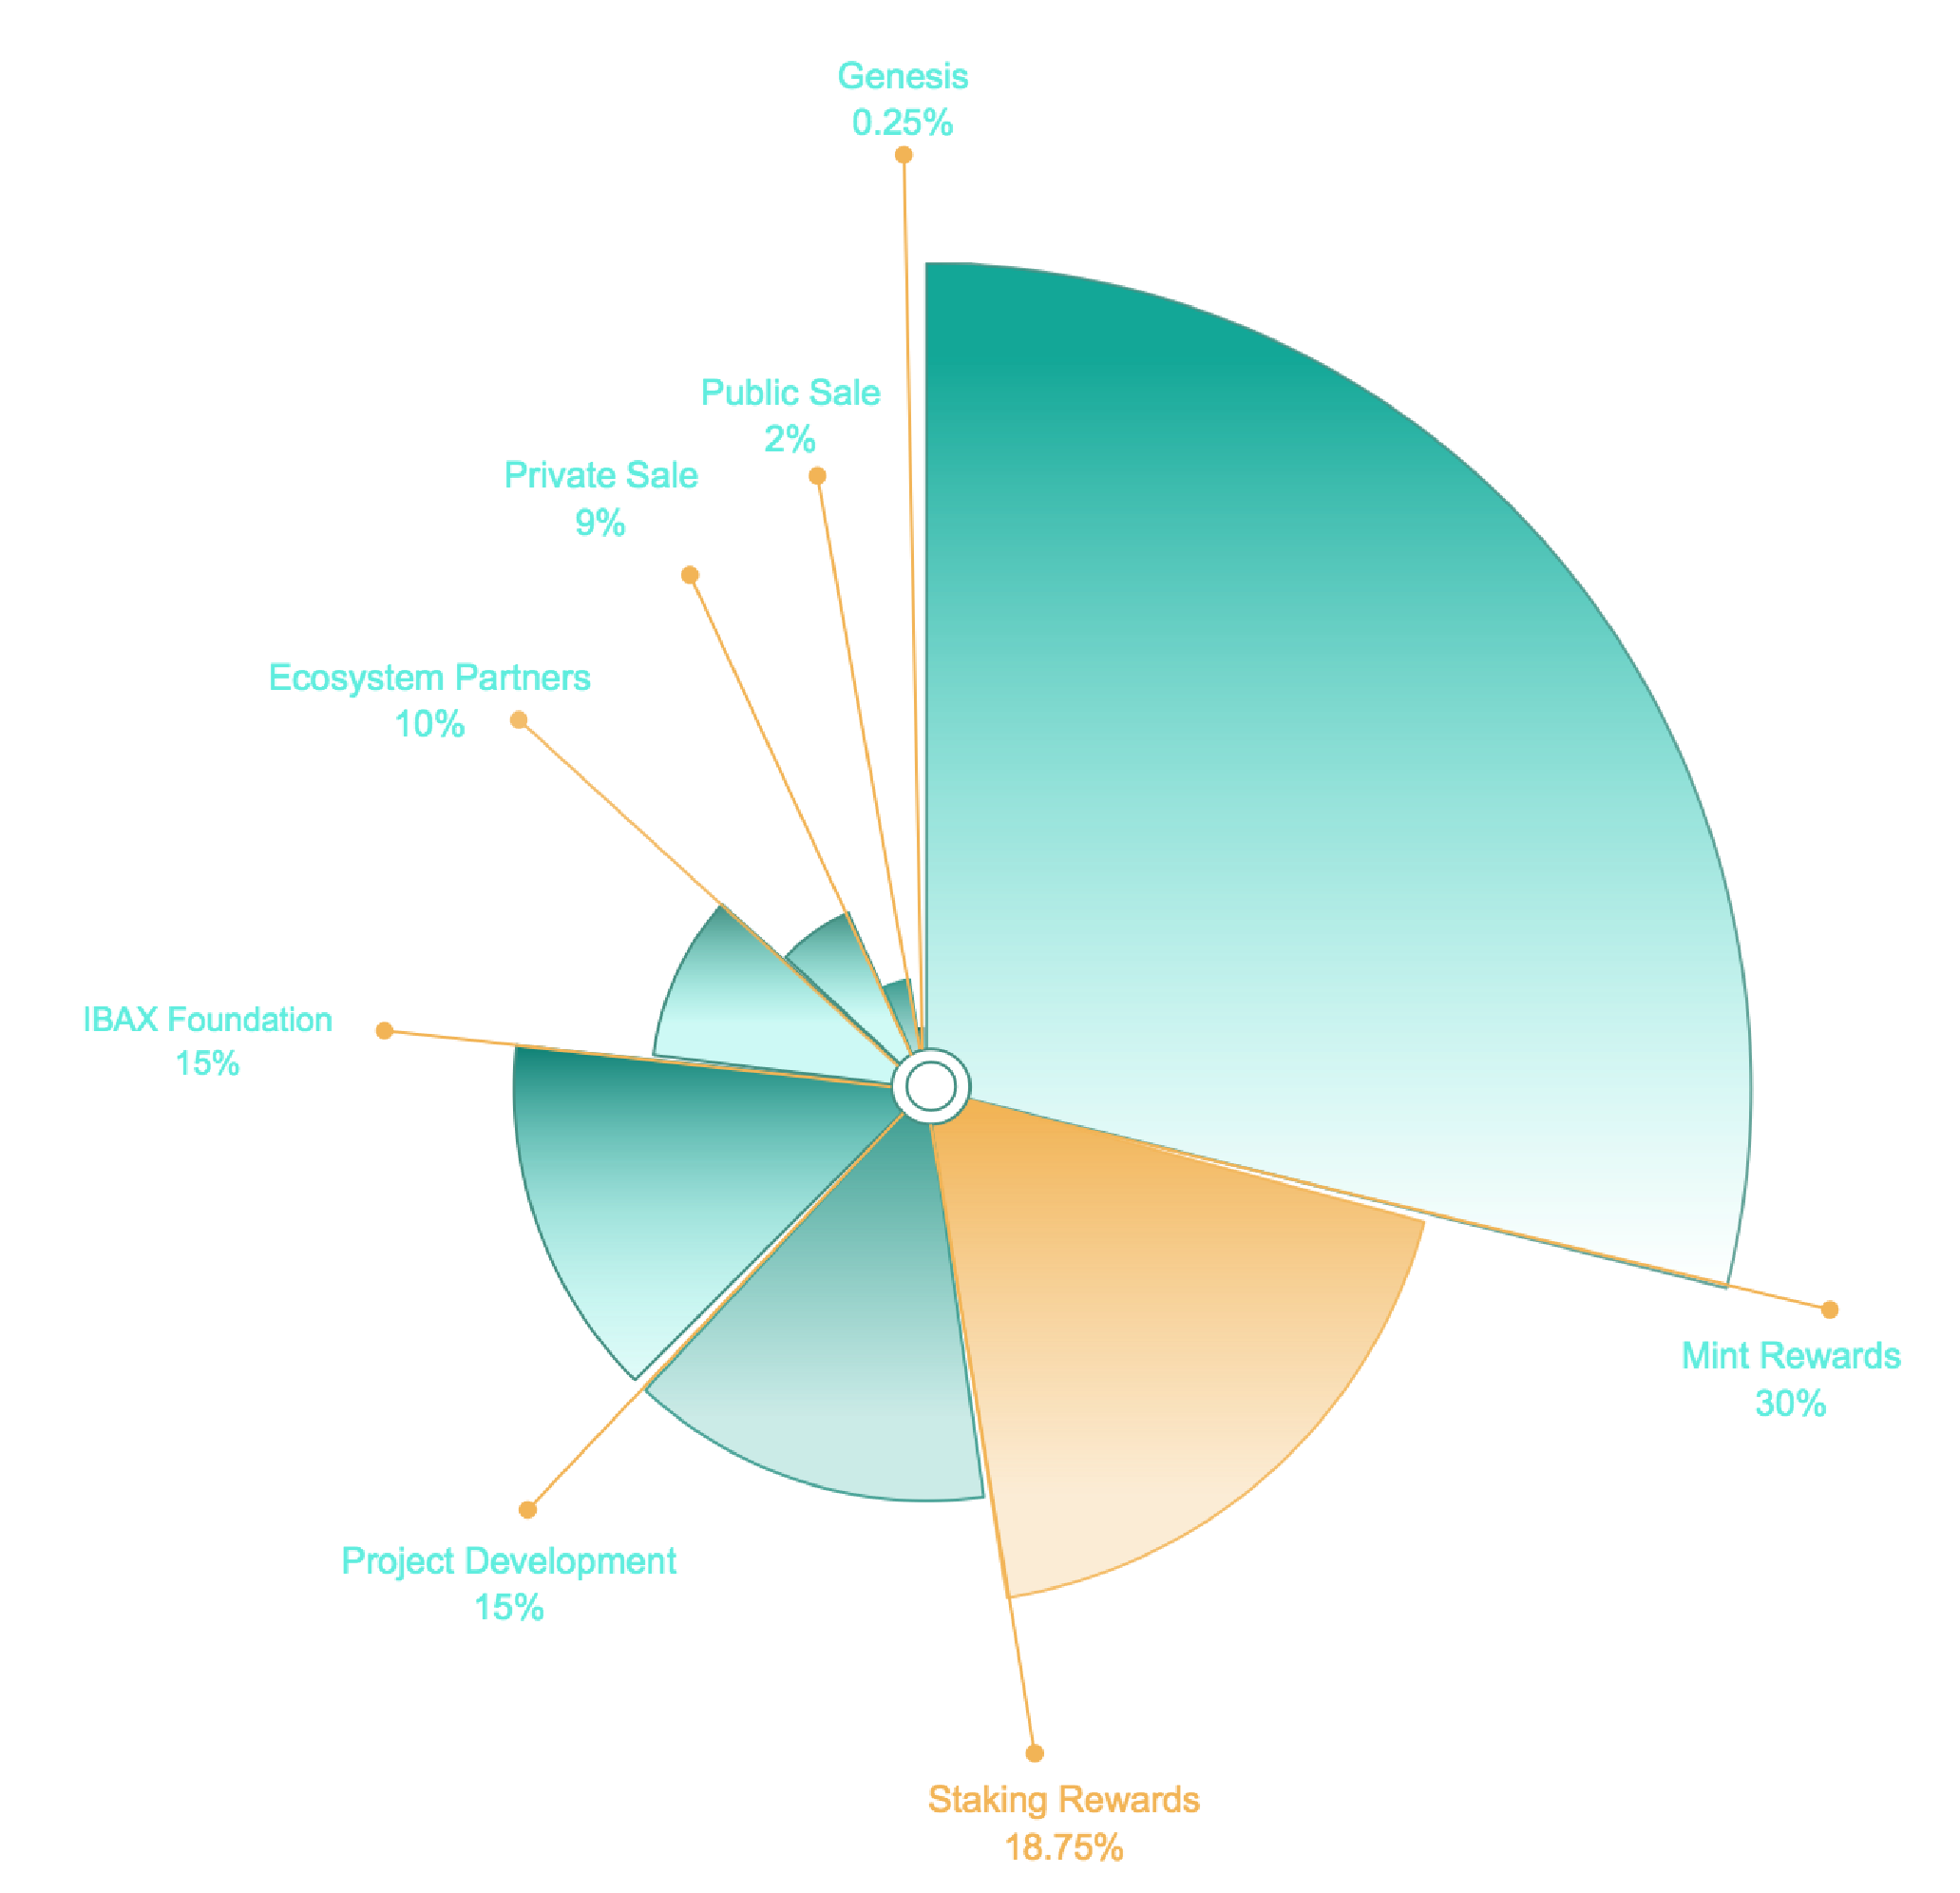 Genesis
0.25%
Public Sale
2%
Private Sale
9%
Ecosystem Partners
10%
IBAX Foundation
15%
Mint Rewards
30%
Project Development
15%
Staking Rewards
18.75%